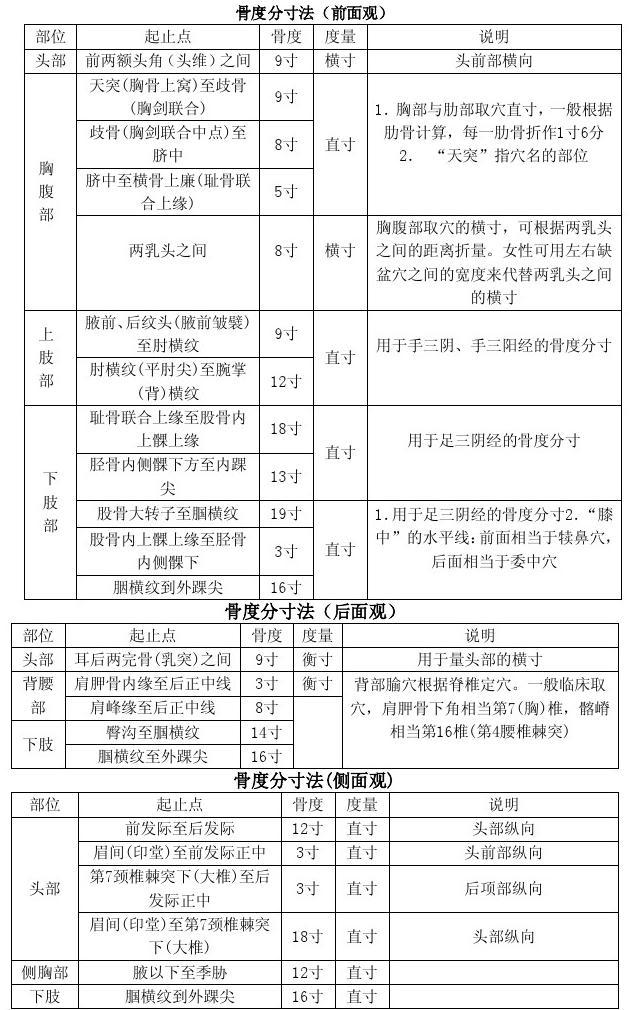 骨度分寸法（前面观）
部位 起止点 骨度 度量 说明
头部 前两额头角（头维）之间 9寸 横寸 头前部横向
胸腹部
天突(胸骨上窝)至歧骨
(胸剑联合)
9寸
歧骨(胸剑联合中点)至
脐中
8寸
脐中至横骨上廉(耻骨联
合上缘)
5寸
直寸
1. 胸部与肋部取穴直寸，一般根据
肋骨计算，每一肋骨折作1寸6分
2. “天突”指穴名的部位
两乳头之间 8寸 横寸
胸腹部取穴的横寸，可根据两乳头
之间的距离折量。女性可用左右缺
盆穴之间的宽度来代替两乳头之间
的横寸
上肢部
腋前、后纹头(腋前皱襞)
至肘横纹
9寸
肘横纹(平肘尖)至腕掌
(背)横纹
12寸
直寸
用于手三阴、手三阳经的骨度分寸
下肢部
耻骨联合上缘至股骨内
上髁上缘
18寸
胫骨内侧髁下方至内踝
尖
13寸
直寸
用于足三阴经的骨度分寸
股骨大转子至腘横纹 19寸
股骨内上髁上缘至胫骨
内侧髁下
3寸
腘横纹到外踝尖 16寸
直寸
1.用于足三阴经的骨度分寸2.“膝
中”的水平线:前面相当于犊鼻穴，
后面相当于委中穴
骨度分寸法（后面观）
部位 起止点 骨度 度量 说明
头部 耳后两完骨(乳突)之间 9寸 衡寸 用于量头部的横寸
背腰部
肩胛骨内缘至后正中线 3寸 衡寸
肩峰缘至后正中线 8寸
下肢
臀沟至腘横纹 14寸
腘横纹至外踝尖 16寸
背部腧穴根据脊椎定穴。一般临床取
穴，肩胛骨下角相当第7(胸)椎，髂嵴
相当第16椎(第4腰椎棘突)
骨度分寸法(侧面观)
部位 起止点 骨度 度量 说明
头部
前发际至后发际 12寸 直寸 头部纵向
眉间(印堂)至前发际正中 3寸 直寸 头前部纵向
第7颈椎棘突下(大椎)至后
发际正中
3寸 直寸 后项部纵向
眉间(印堂)至第7颈椎棘突
下(大椎)
18寸 直寸 头部纵向
侧胸部 腋以下至季胁 12寸 直寸
下肢 腘横纹到外踝尖 16寸 直寸